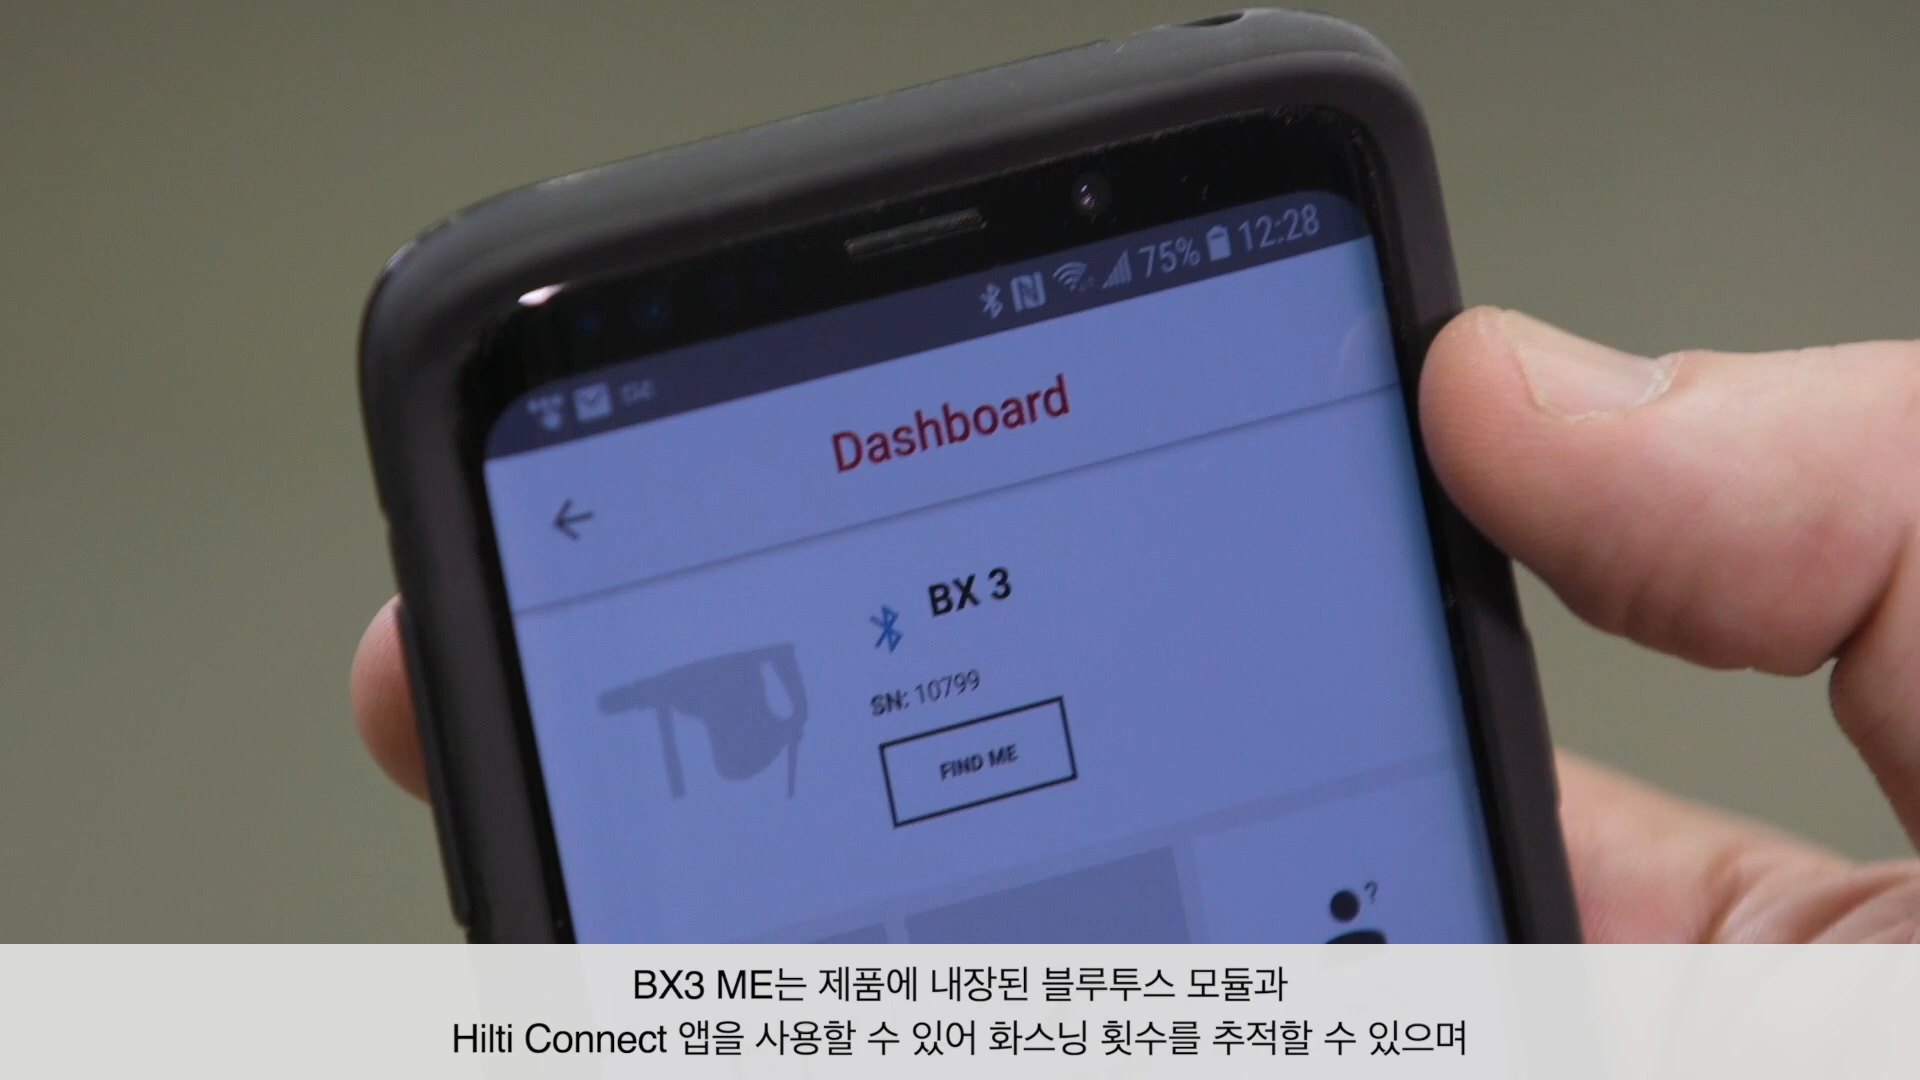 75% 12:28
Dashboard
BX 3
SN: 10799
FIND ME
?
BX3 ME는 제품에 내장된 블루투스 모듈과
Hilti Connect 앱을 사용할 수 있어 화스닝 횟수를 추적할 수 있으며